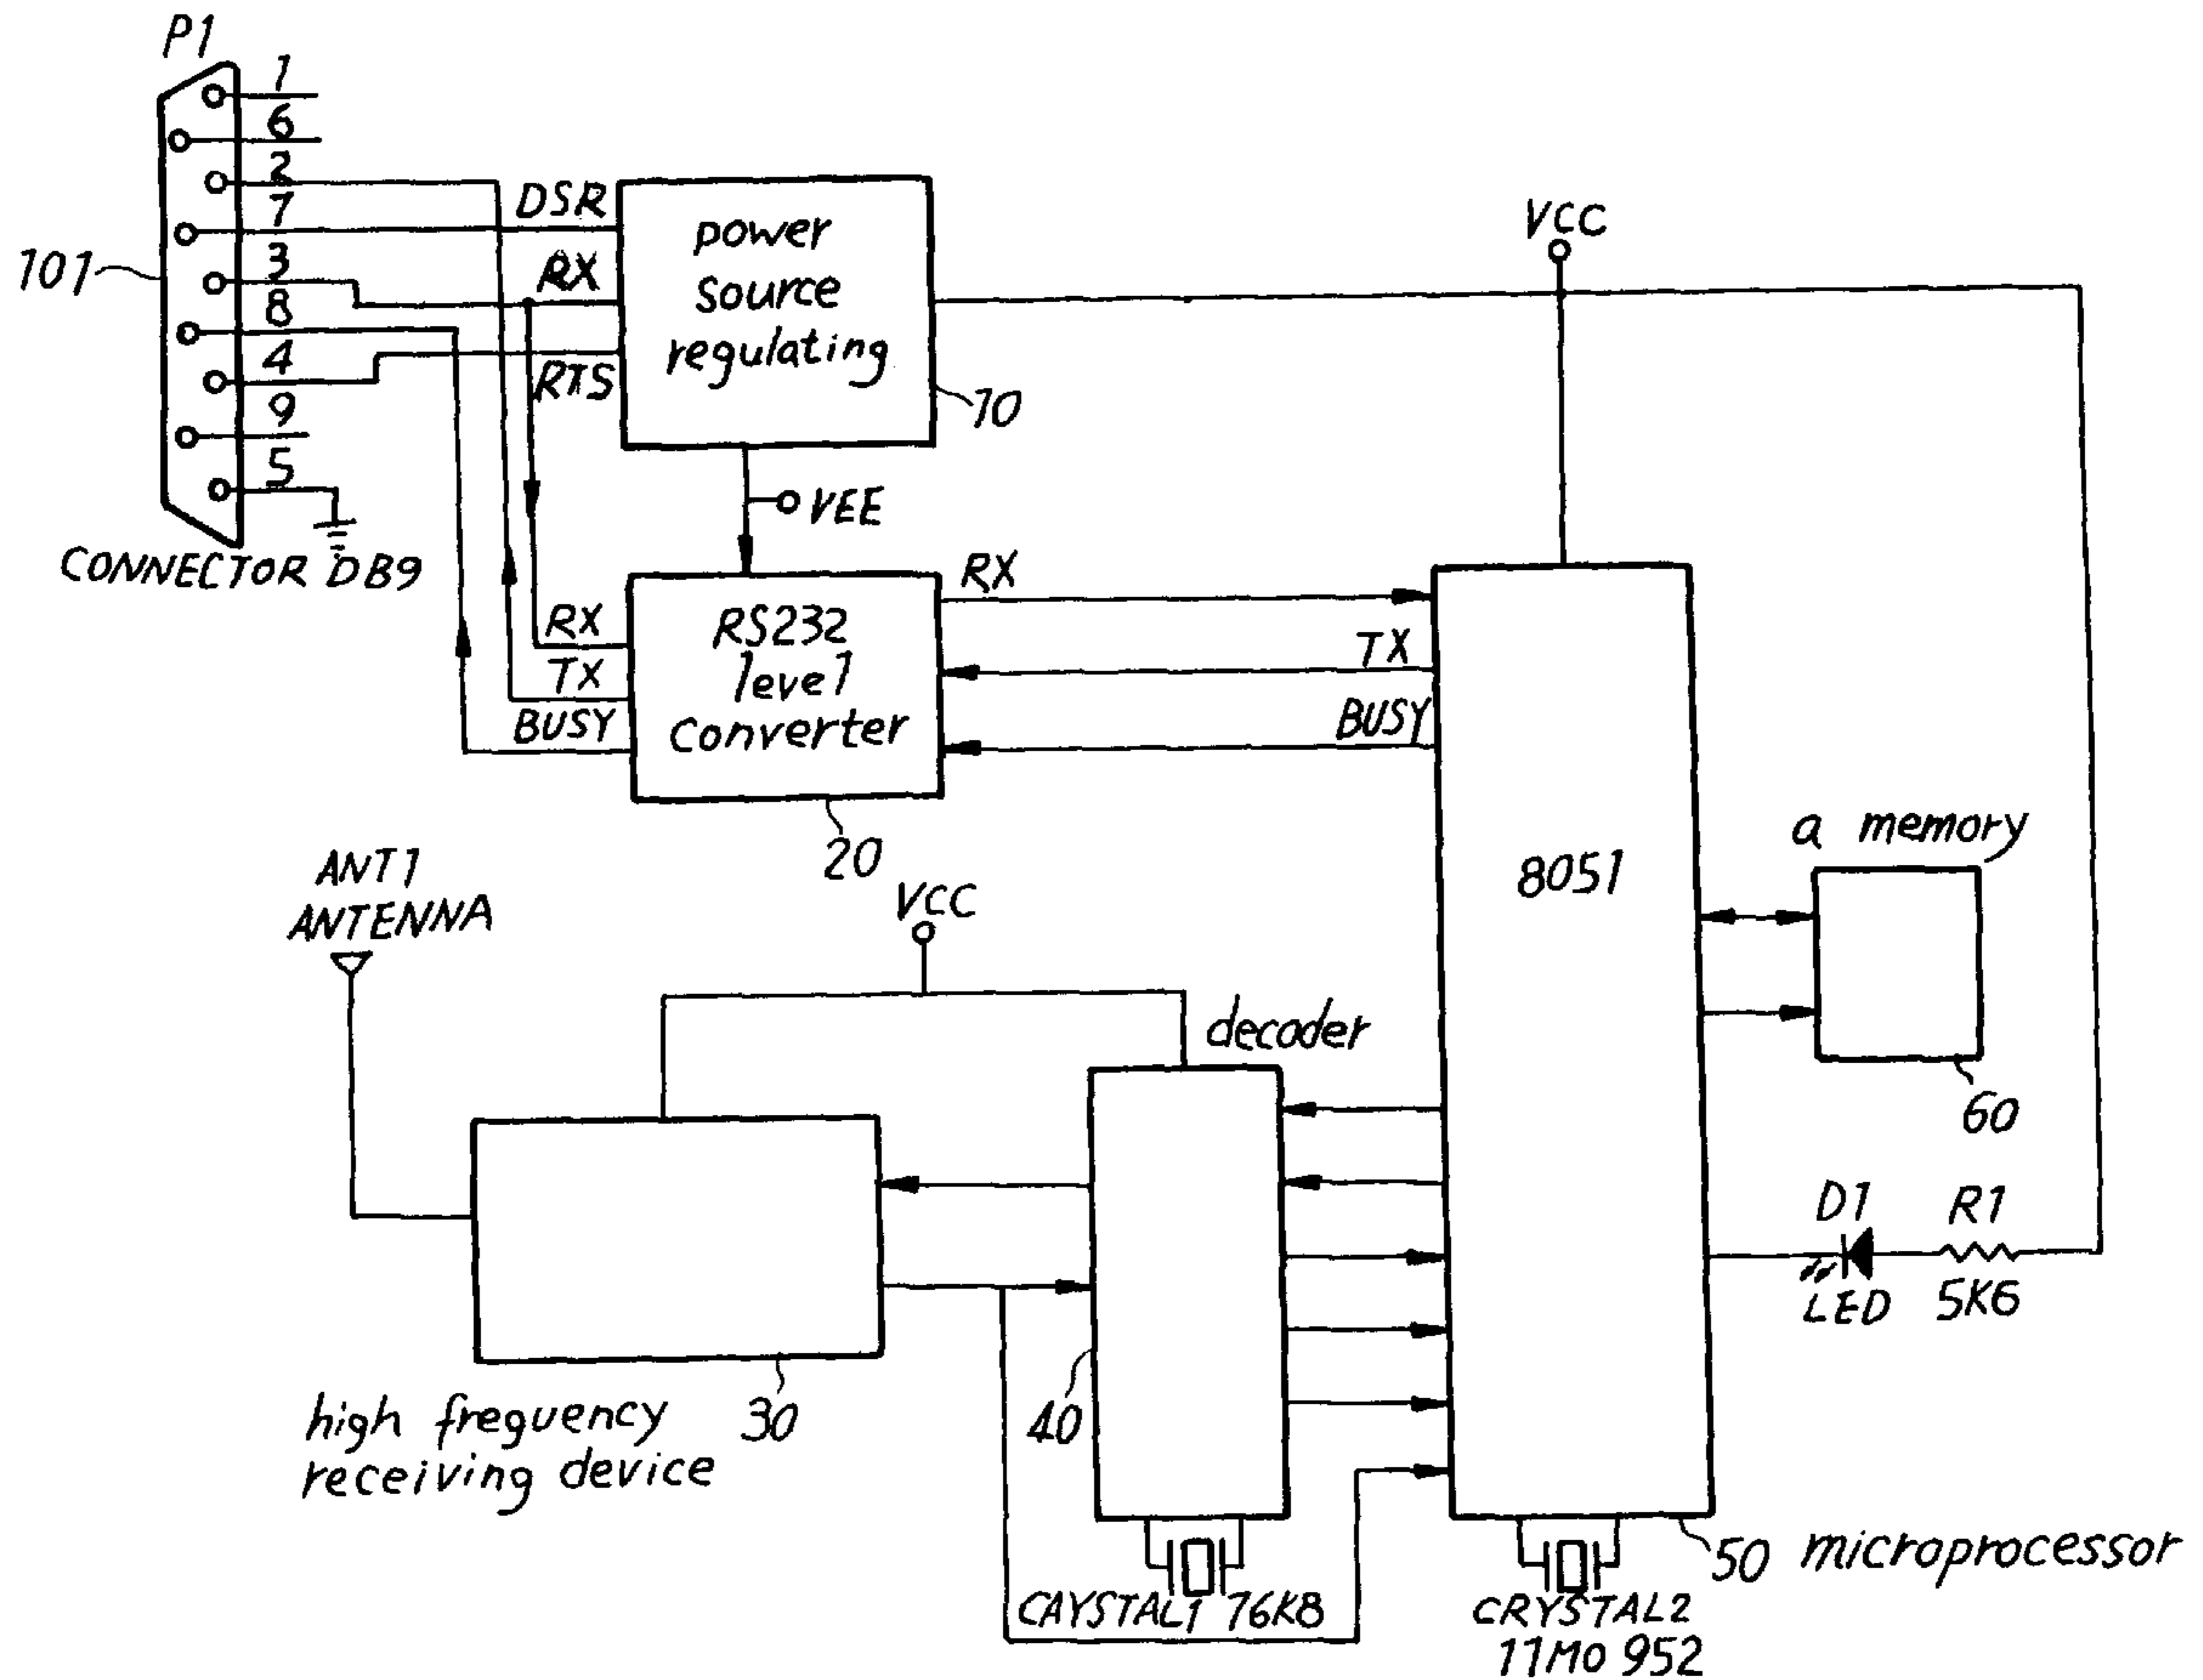 P1
1
6
2
7
3
8
4
9
5
101
CONNECTOR DB9
DSR
RX
RTS
power
source
regulating
10
VEE
VCC
RX
TX
BUSY
RS232
level
converter
20
RX
TX
BUSY
8051
a memory
60
ANT1
ANTENNA
VCC
decoder
high freguency
receiving device
30
40
D1
LED
R1
5K6
CAYSTAL1 76K8
50 microprocessor
CRYSTAL2
11M0 952